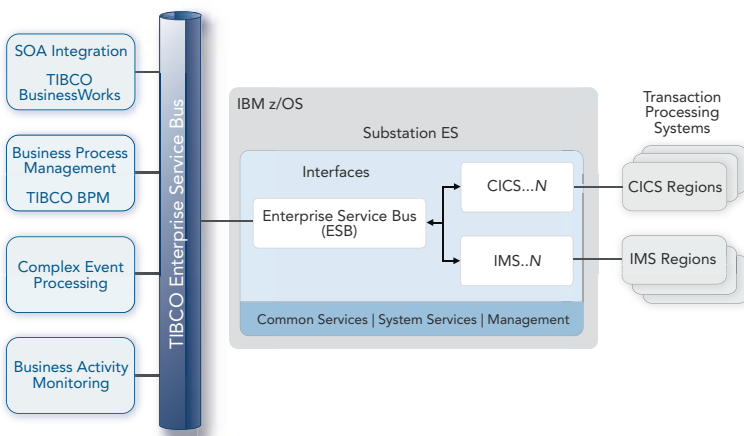 SOA Integration
TIBCO
BusinessWorks
Business Process
Management
TIBCO BPM
Complex Event
Processing
Business Activity
Monitoring
TIBCO Enterprise Service Bus
IBM z/OS
Substation ES
Interfaces
Enterprise Service Bus
(ESB)
CICS...N
IMS..N
Common Services | System Services | Management
Transaction
Processing
Systems
CICS Regions
IMS Regions